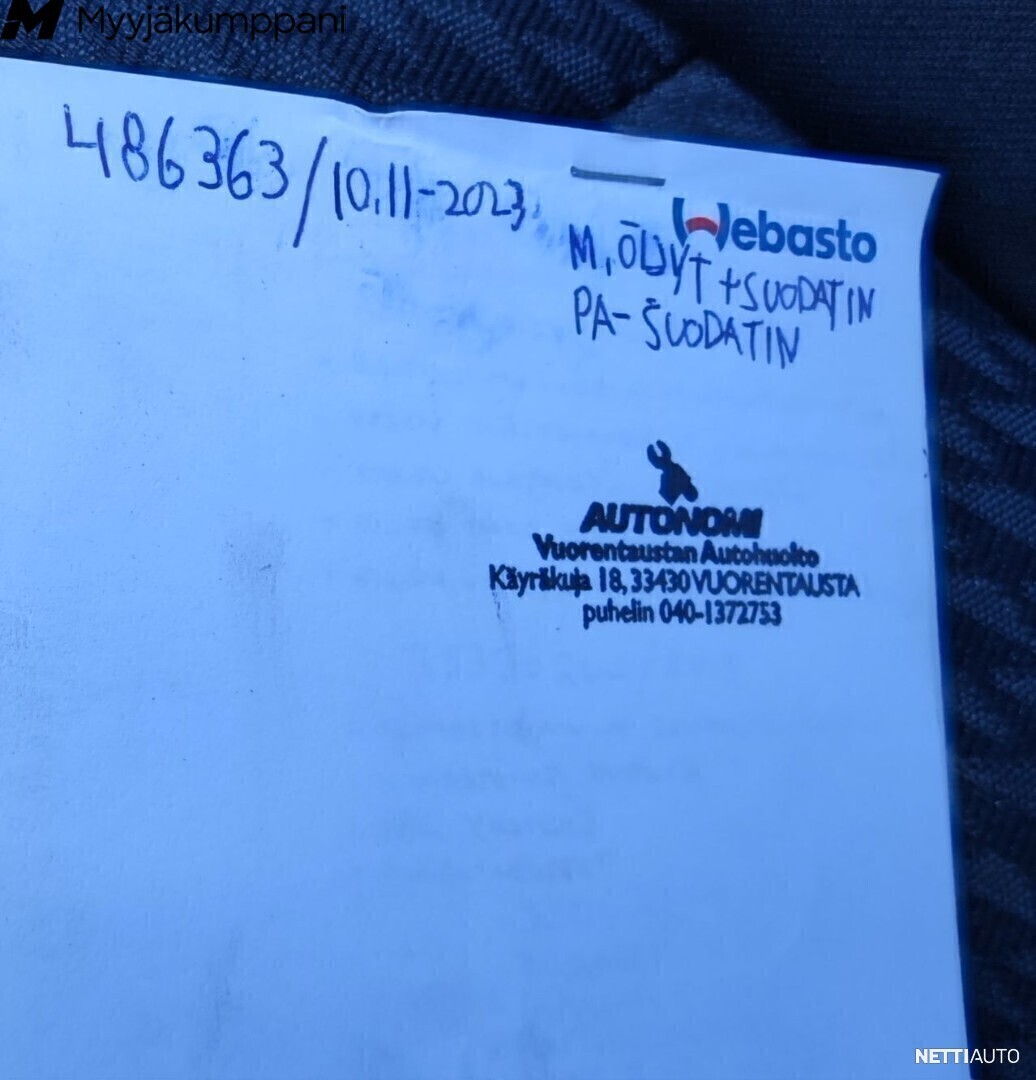 Myyjäkumppani
486363/10.11-2023
Webasto
M.ÖLJYT +SUODATIN
PA-SUODATIN
AUTONOMI
Vuorentaustan Autohuolto
Käyräkuja 18, 33430 VUORENTAUSTA
puhelin 040-1372753
NETTIAUTO